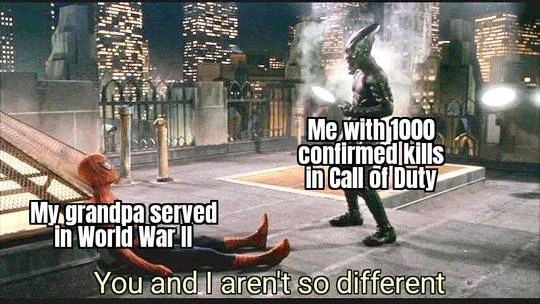 Me with 1000
confirmed kills
in Call of Duty
My grandpa served
in World War II
You and I aren't so different